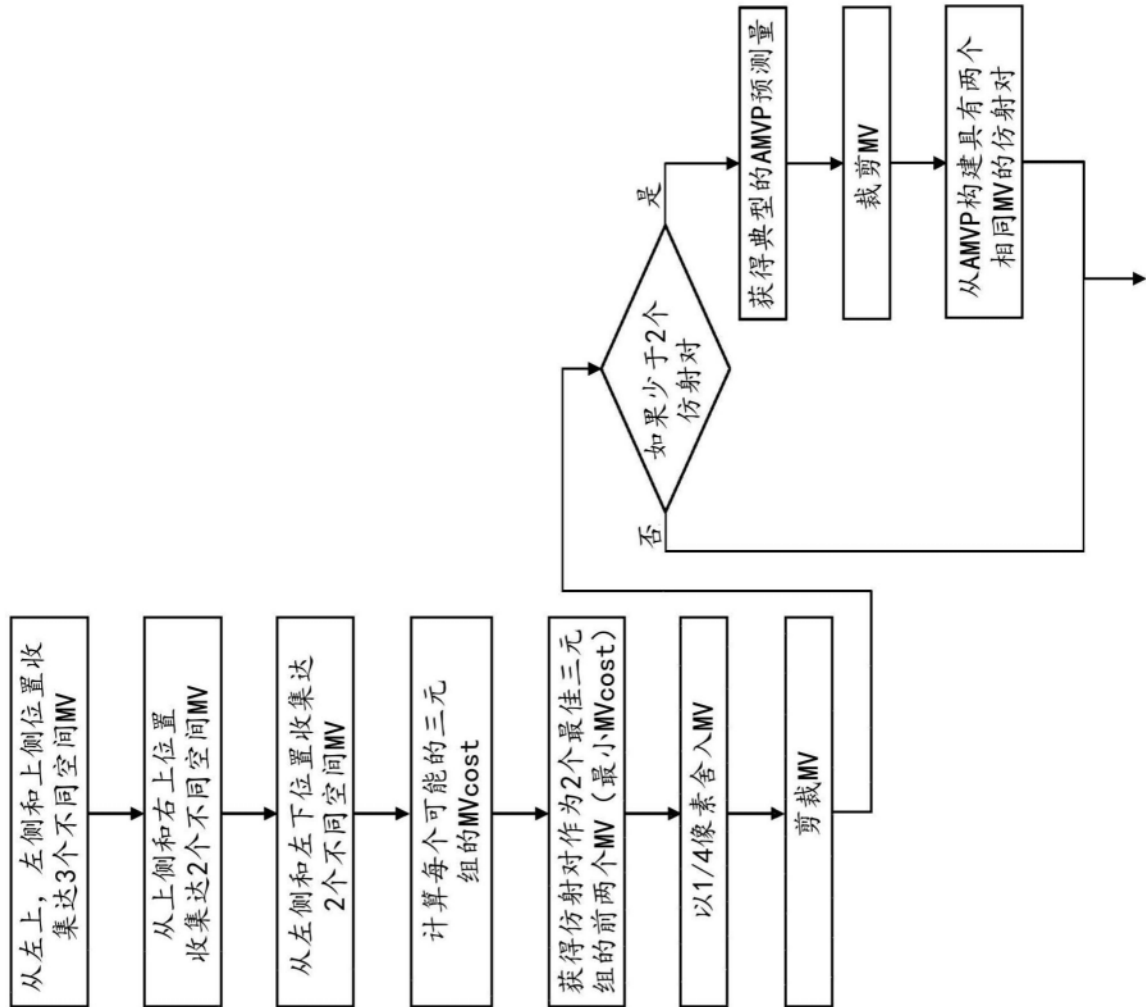 从左上，左侧和上侧位置收
集达3个不同空间MV
从上侧和右上位置
收集达2个不同空间MV
从左侧和左下位置收集达
2个不同空间MV
计算每个可能的三元
组的MVcost
获得仿射对作为2个最佳三元
组的前两个MV（最小MVcost）
以1/4像素舍入MV
剪裁MV
如果少于2个
仿射对
是
否
获得典型的AMVP预测量
裁剪MV
从AMVP构建具有两个
相同MV的仿射对